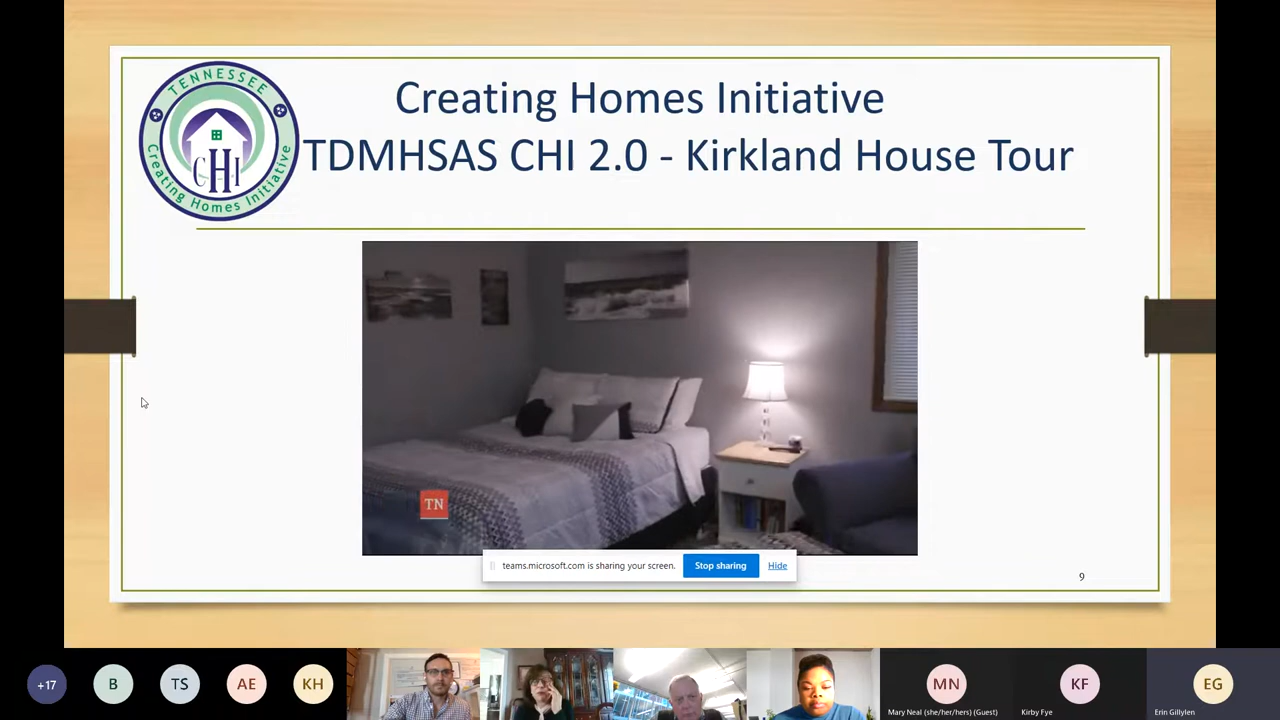 TENNESSEE
CHI
Creating Homes Initiative
Creating Homes Initiative
TDMHSAS CHI 2.0 - Kirkland House Tour
TN
teams.microsoft.com is sharing your screen.
Stop sharing
Hide
9
+17
B
TS
AE
KH
MN
KF
EG
Mary Neal (she/her/hers) (Guest)
Kirby Fye
Erin Gillylen